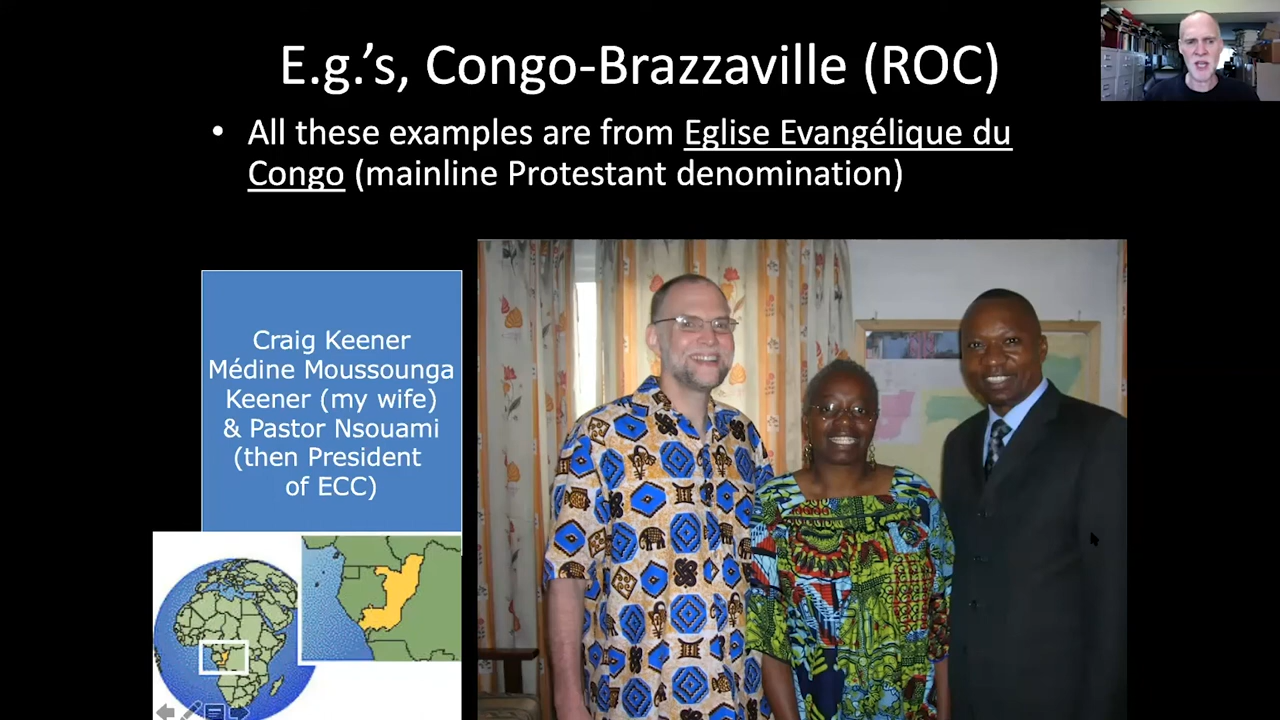 E.g.’s, Congo-Brazzaville (ROC)
• All these examples are from Eglise Evangélique du
Congo (mainline Protestant denomination)
Craig Keener
Médine Moussounga
Keener (my wife)
& Pastor Nsouami
(then President
of ECC)